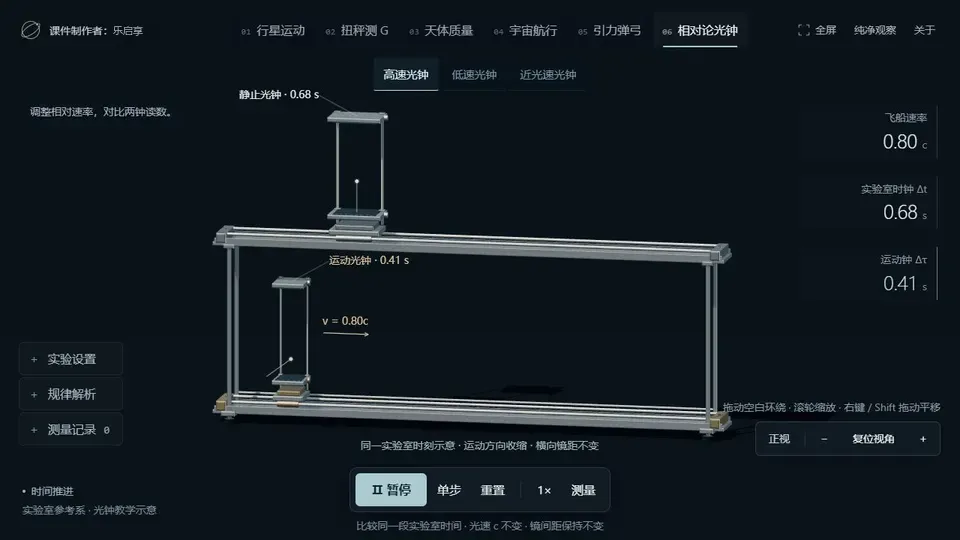 课件制作者：乐启享
01 行星运动
02 扭秤测 G
03 天体质量
04 宇宙航行
05 引力弹弓
06 相对论光钟
全屏
纯净观察
关于
高速光钟
低速光钟
近光速光钟
静止光钟 · 0.68 s
调整相对速率，对比两钟读数。
飞船速率
0.80 c
实验室时钟 Δt
0.68 s
运动光钟 · 0.41 s
运动钟 Δτ
0.41 s
v = 0.80c
+ 实验设置
+ 规律解析
+ 测量记录 0
拖动空白环绕 · 滚轮缩放 · 右键 / Shift 拖动平移
正视
−
复位视角
+
同一实验室时刻示意 · 运动方向收缩 · 横向镜距不变
暂停
单步
重置
1×
测量
• 时间推进
实验室参考系 · 光钟教学示意
比较同一段实验室时间 · 光速 c 不变 · 镜间距保持不变